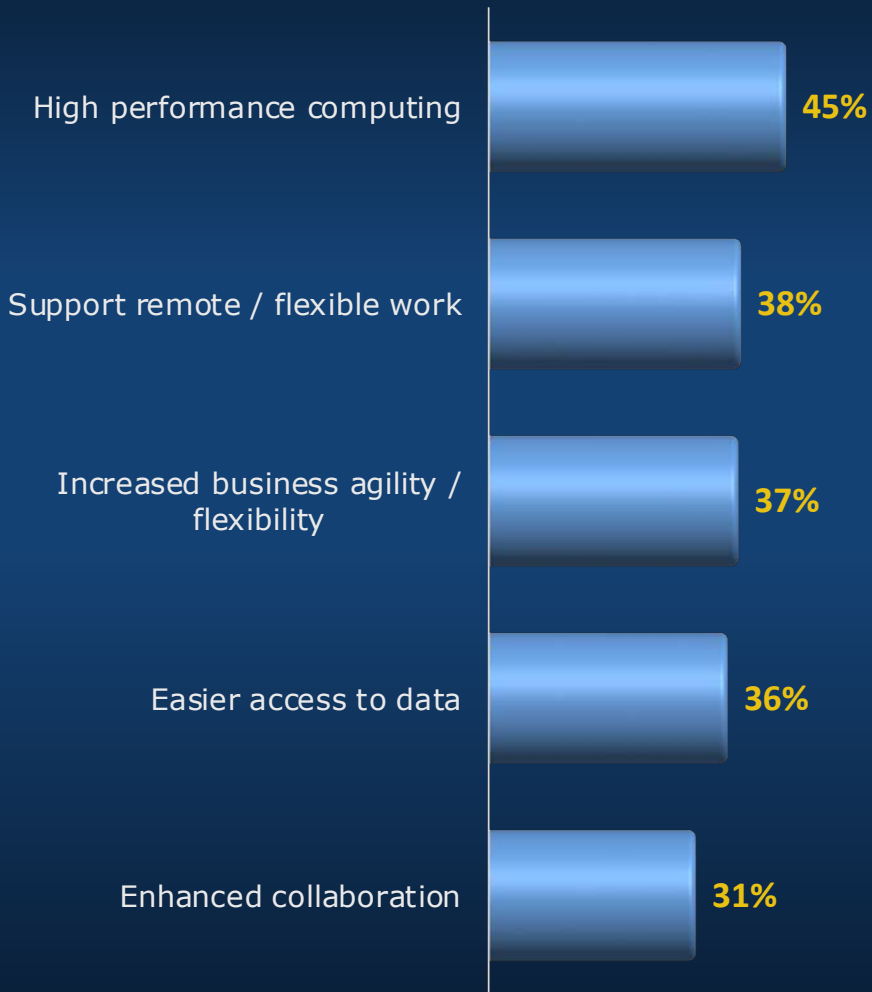 High performance computing
45%
Support remote / flexible work
38%
Increased business agility /
flexibility
37%
Easier access to data
36%
Enhanced collaboration
31%